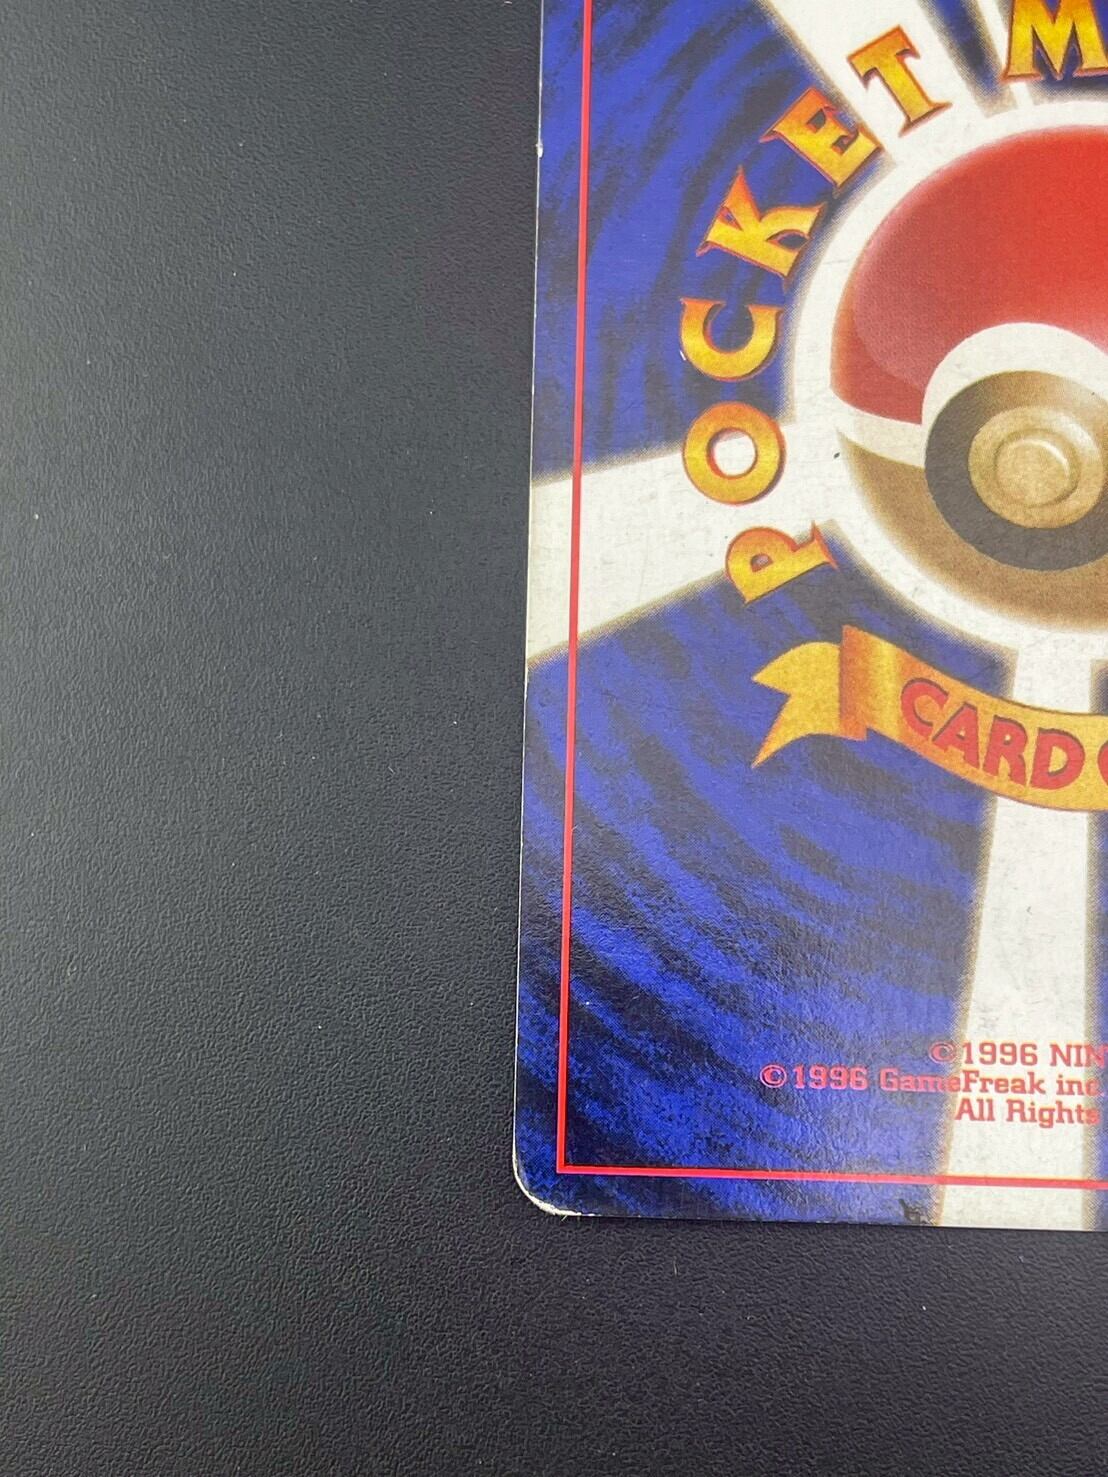 POCKET M
CARD
©1996 NIN
©1996 GameFreak inc
All Rights